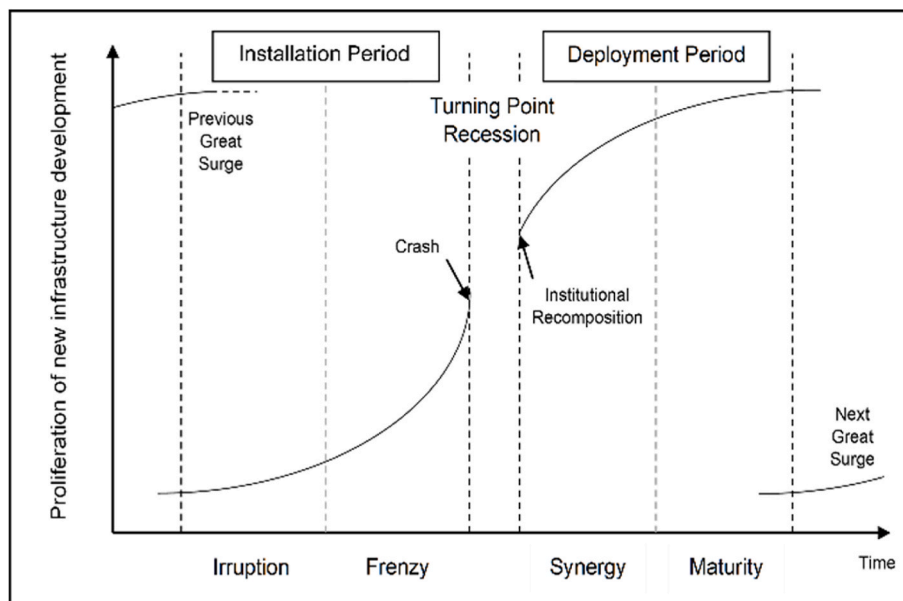 Installation Period
Deployment Period
Turning Point
Recession
Previous
Great
Surge
Crash
Institutional
Recomposition
Next
Great
Surge
Proliferation of new infrastructure development
Irruption
Frenzy
Synergy
Maturity
Time